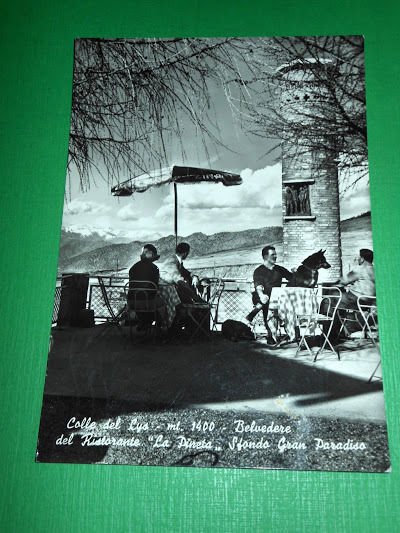 Colle del Lys - mt. 1400 - Belvedere
del Ristorante "La Pineta„ Sfondo Gran Paradiso